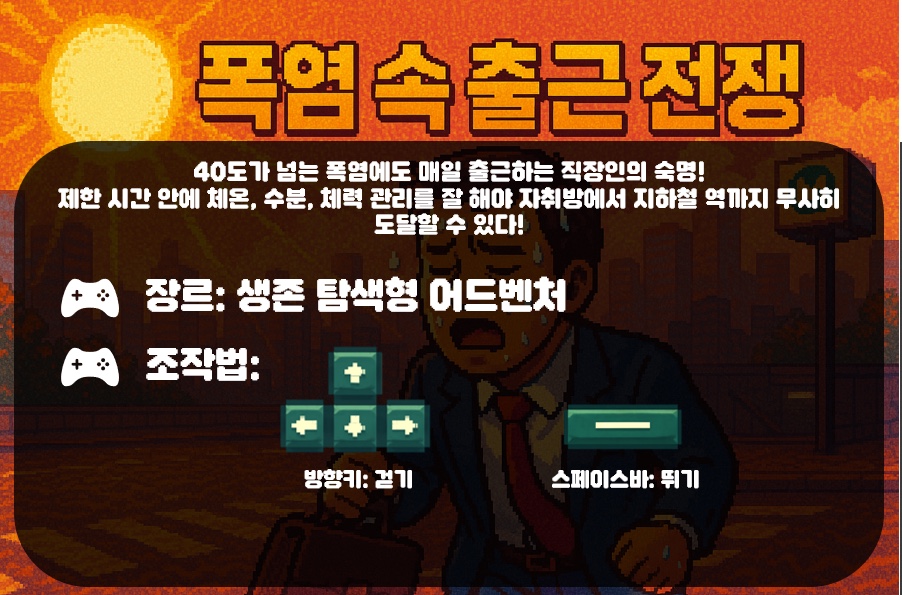 폭염 속 출근 전쟁
40도가 넘는 폭염에도 매일 출근하는 직장인의 숙명!
제한 시간 안에 체온, 수분, 체력 관리를 잘 해야 자취방에서 지하철 역까지 무사히
도달할 수 있다!
장르: 생존 탐색형 어드벤처
조작법:
방향키: 걷기
스페이스바: 뛰기